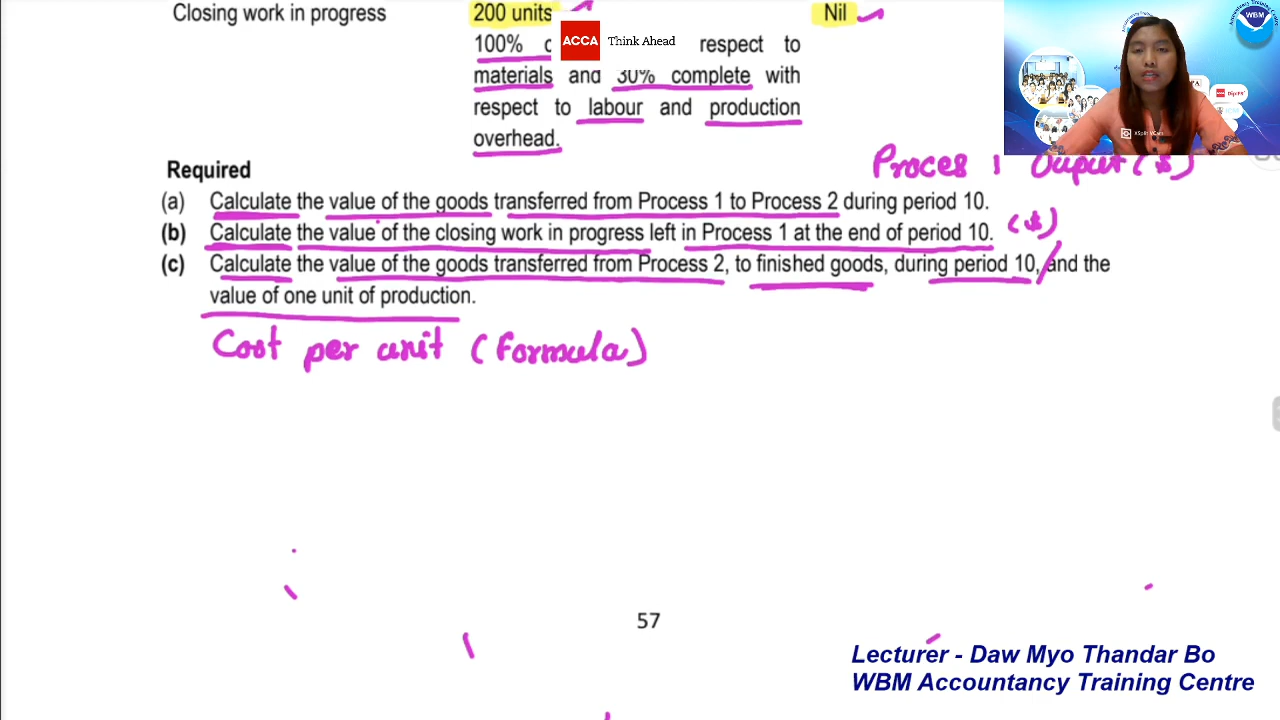 Closing work in progress 200 units Nil
100% c respect to
materials and 30% complete with
respect to labour and production
overhead.
ACCA Think Ahead
WBM
XSplit VCam
Proces 1 Ouput ($)
Required
(a) Calculate the value of the goods transferred from Process 1 to Process 2 during period 10.
(b) Calculate the value of the closing work in progress left in Process 1 at the end of period 10. ($)
(c) Calculate the value of the goods transferred from Process 2, to finished goods, during period 10, and the
value of one unit of production.
Cost per unit (Formula)
57
Lecturer - Daw Myo Thandar Bo
WBM Accountancy Training Centre